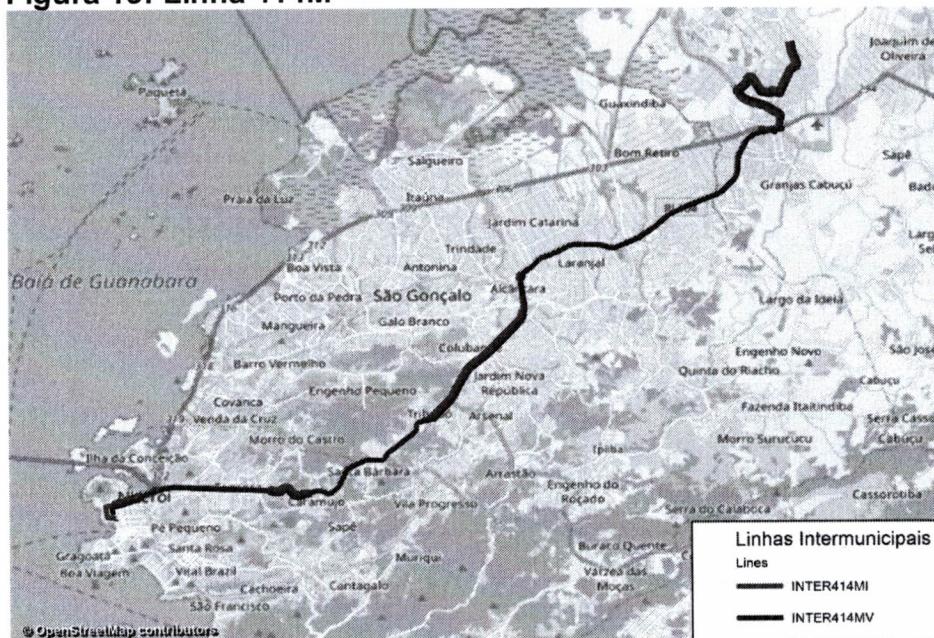 Joaquim de
Oliveira
Paquetá
Guaxindiba
Bom Retiro
Salgueiro
Sapê
Itaúna
Praia da Luz
Granjas Cabuçú
Jardim Catarina
Trindade
Boa Vista
Antonina
Laranjal
Baía de Guanabara
Porto da Pedra
São Gonçalo
Alcântara
Largo da Ideia
Mangueira
Galo Branco
Colubandê
Barro Vermelho
Engenho Novo
Jardim Nova
República
Quinta do Riacho
Engenho Pequeno
Covanca
Arsenal
Fazenda Itaitindiba
Venda da Cruz
Morro do Castro
Ipiíba
Morro Surucucu
Ilha da Conceição
Santa Bárbara
Arrastão
Engenho do
Roçado
Cassorotiba
Caramujo
Vila Progresso
Serra do Calaboca
Pé Pequeno
Sapê
Santa Rosa
Gragoatá
Boa Viagem
Vital Brazil
Muriqui
Buraco Quente
Várzea das
Moças
Cachoeira
Cantagalo
São Francisco
Linhas Intermunicipais
Lines
INTER414MI
INTER414MV
© OpenStreetMap contributors